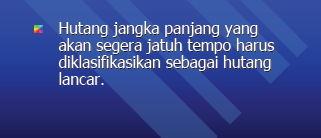 Hutang jangka panjang yang
akan segera jatuh tempo harus
diklasifikasikan sebagai hutang
lancar.